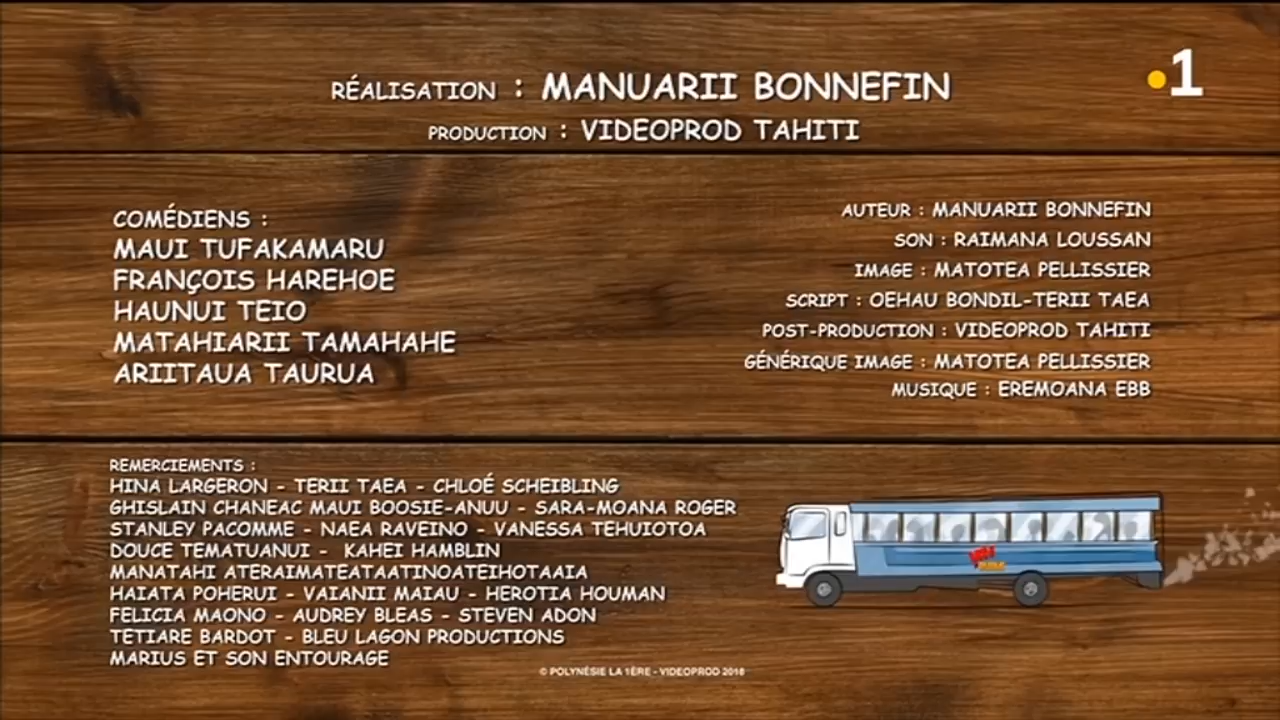 RÉALISATION : MANUARII BONNEFIN
PRODUCTION : VIDEOPROD TAHITI
1
COMÉDIENS :
MAUI TUFAKAMARU
FRANÇOIS HAREHOE
HAUNUI TEIO
MATAHIARII TAMAHAHE
ARIITAUA TAURUA
AUTEUR : MANUARII BONNEFIN
SON : RAIMANA LOUSSAN
IMAGE : MATOTEA PELLISSIER
SCRIPT : OEHAU BONDIL-TERII TAEA
POST-PRODUCTION : VIDEOPROD TAHITI
GÉNÉRIQUE IMAGE : MATOTEA PELLISSIER
MUSIQUE : EREMOANA EBB
REMERCIEMENTS :
HINA LARGERON - TERII TAEA - CHLOÉ SCHEIBLING
GHISLAIN CHANEAC MAUI BOOSIE-ANUU - SARA-MOANA ROGER
STANLEY PACOMME - NAEA RAVEINO - VANESSA TEHUIOTOA
DOUCE TEMATUANUI - KAHEI HAMBLIN
MANATAHI ATERAIMATEATAATINOATEIHOTAAIA
HAIATA POHERUI - VAIANII MAIAU - HEROTIA HOUMAN
FELICIA MAONO - AUDREY BLEAS - STEVEN ADON
TETIARE BARDOT - BLEU LAGON PRODUCTIONS
MARIUS ET SON ENTOURAGE
© POLYNÉSIE LA 1ÈRE - VIDEOPROD 2018